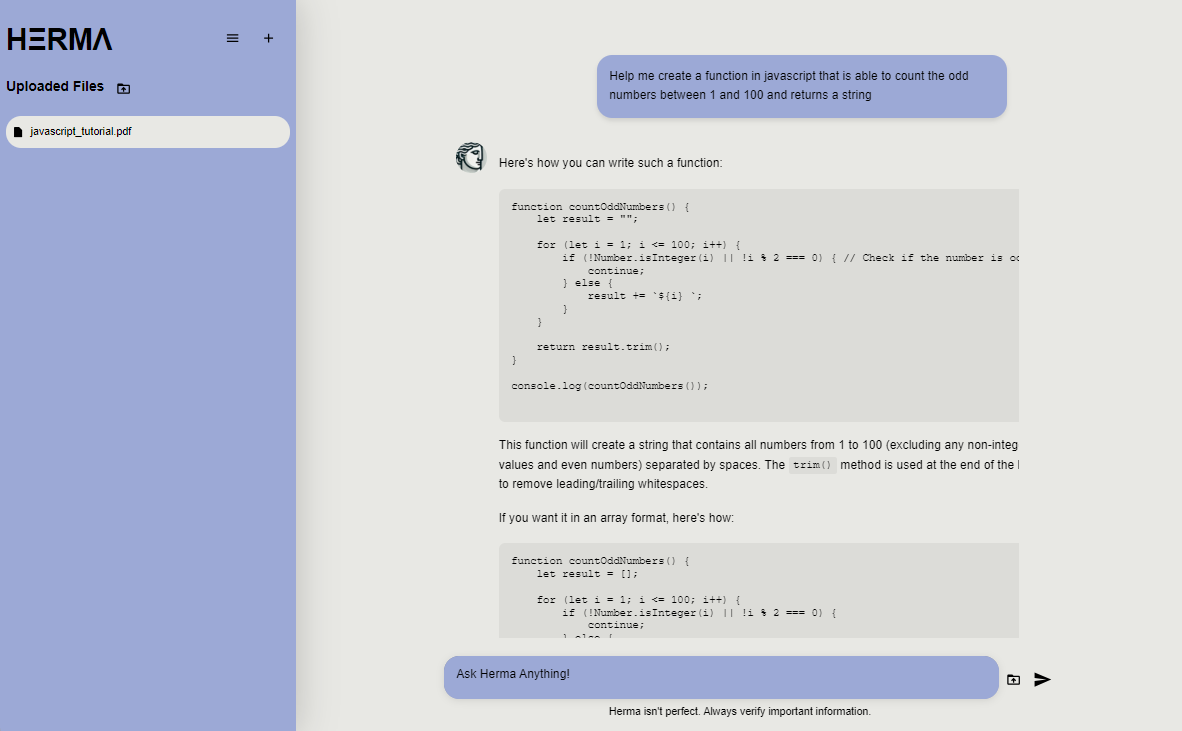 HERMA
Uploaded Files
javascript_tutorial.pdf
Help me create a function in javascript that is able to count the odd
numbers between 1 and 100 and returns a string
Here's how you can write such a function:
function countOddNumbers() {
    let result = "";
    for (let i = 1; i <= 100; i++) {
        if (!Number.isInteger(i) || !i % 2 === 0) { // Check if the number is
            continue;
        } else {
            result += `${i} `;
        }
    }
    return result.trim();
}
console.log(countOddNumbers());
This function will create a string that contains all numbers from 1 to 100 (excluding any non-integ
values and even numbers) separated by spaces. The trim() method is used at the end of the
to remove leading/trailing whitespaces.
If you want it in an array format, here's how:
function countOddNumbers() {
    let result = [];
    for (let i = 1; i <= 100; i++) {
        if (!Number.isInteger(i) || !i % 2 === 0) {
            continue;
        } else {
Ask Herma Anything!
Herma isn't perfect. Always verify important information.